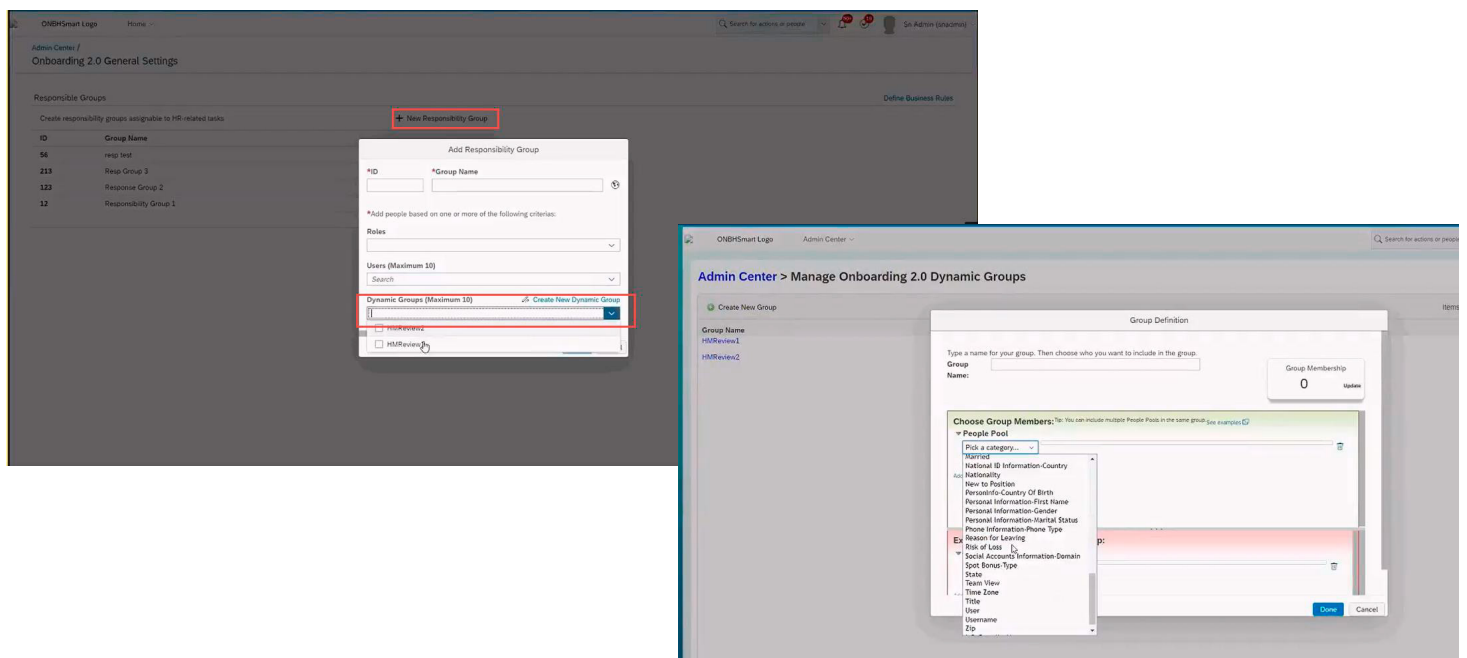 ONBHSmart Logo Home Search for actions or people Sn Admin (onadmin)
Admin Center /
Onboarding 2.0 General Settings
Responsible Groups Define Business Rules
Create responsibility groups assignable to HR-related tasks + New Responsibility Group
ID Group Name
56 resp test
213 Resp Group 3
123 Response Group 2
12 Responsibility Group 1
Add Responsibility Group
*ID *Group Name
*Add people based on one or more of the following criterias:
Roles
Users (Maximum 10)
Search
Dynamic Groups (Maximum 10) Create New Dynamic Group
HMReview2
ONBHSmart Logo Admin Center Search for actions or people
Admin Center > Manage Onboarding 2.0 Dynamic Groups
Create New Group Items
Group Name
HMReview1
HMReview2
Group Definition
Type a name for your group. Then choose who you want to include in the group.
Group
Name:
Group Membership
0 Update
Choose Group Members: Tip: You can include multiple People Pools in the same group See examples
People Pool
Pick a category...
Married
National ID Information-Country
Nationality
New to Position
PersonInfo-Country Of Birth
Personal Information-First Name
Personal Information-Gender
Personal Information-Marital Status
Phone Information-Phone Type
Reason for Leaving
Risk of Loss
Social Accounts Information-Domain
Spot Bonus-Type
State
Team View
Time Zone
Title
User
Username
Zip
Done Cancel